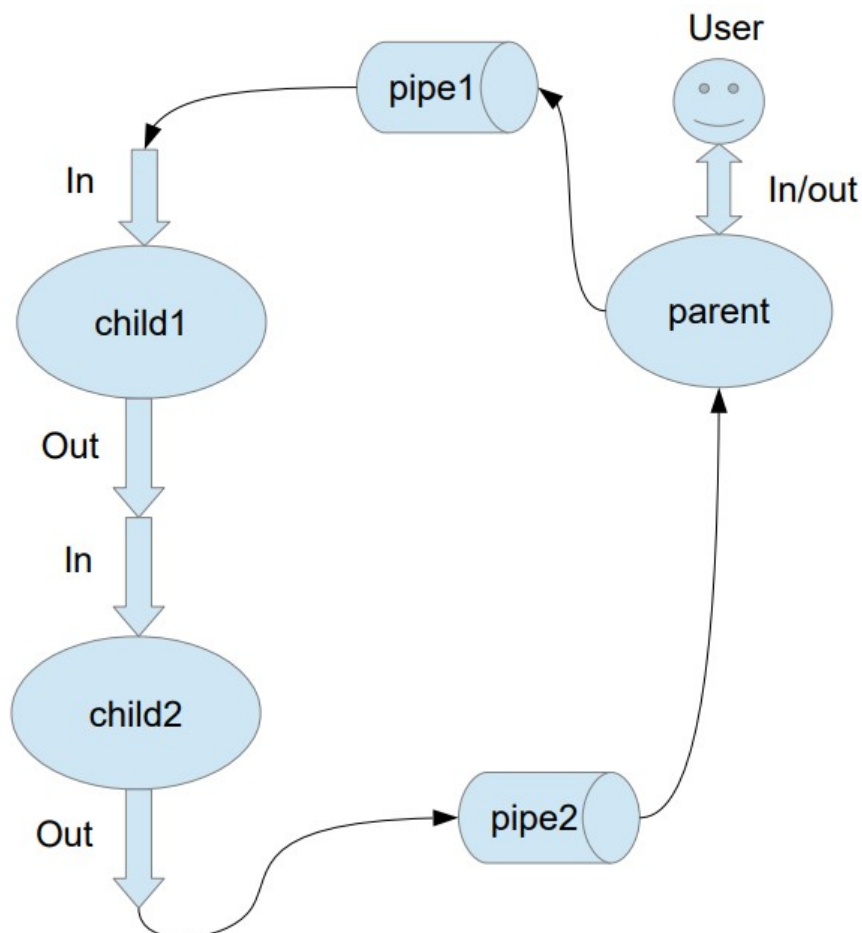 User
pipe1
In
In/out
parent
child1
Out
In
child2
pipe2
Out